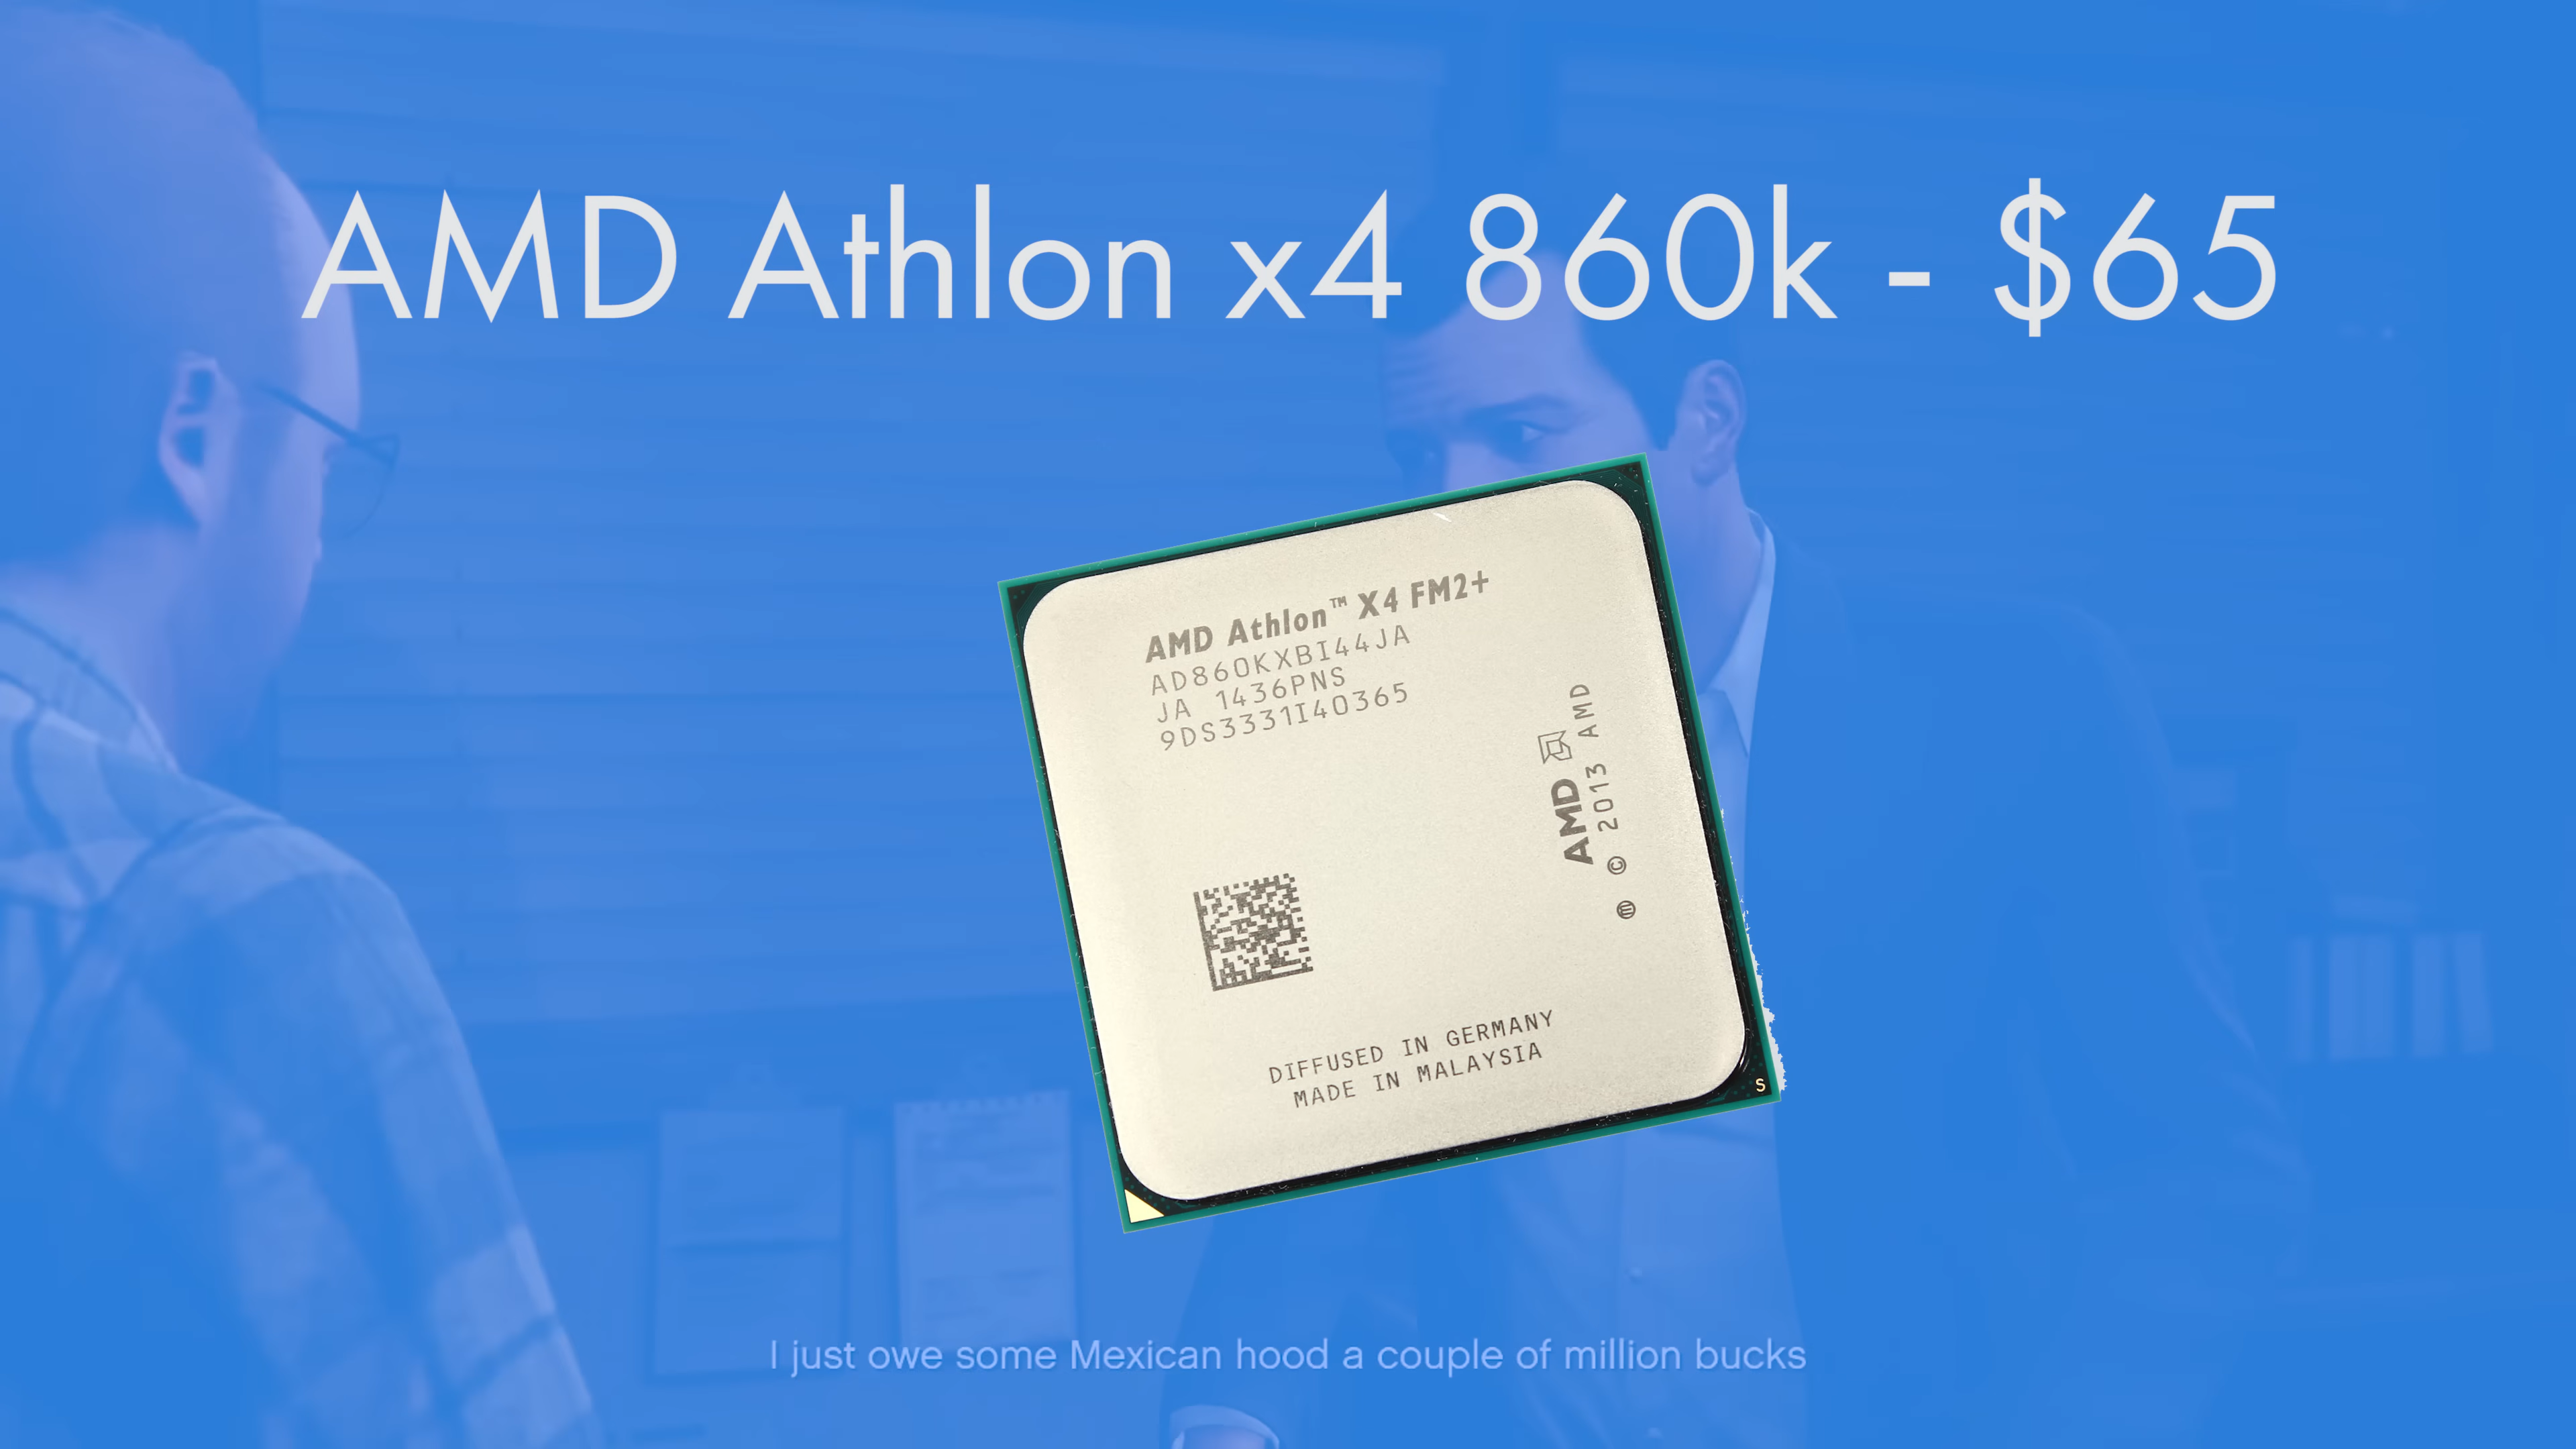 AMD Athlon x4 860k - $65
AMD Athlon™ X4 FM2+
AD860KXBI44JA
JA 1436PNS
9DS3331I40365
AMD
ⓜ © 2013 AMD
DIFFUSED IN GERMANY
MADE IN MALAYSIA
S
I just owe some Mexican hood a couple of million bucks